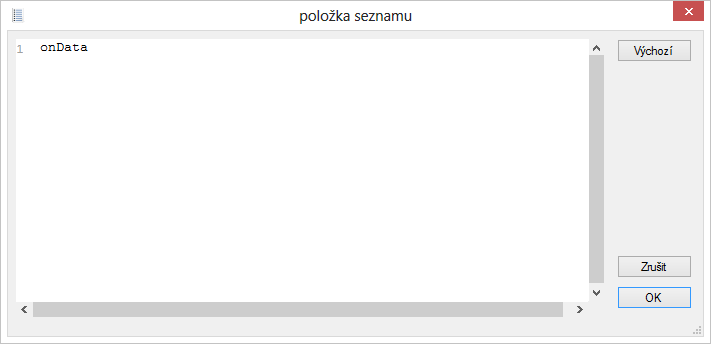 položka seznamu
1 onData
Výchozí
Zrušit
OK